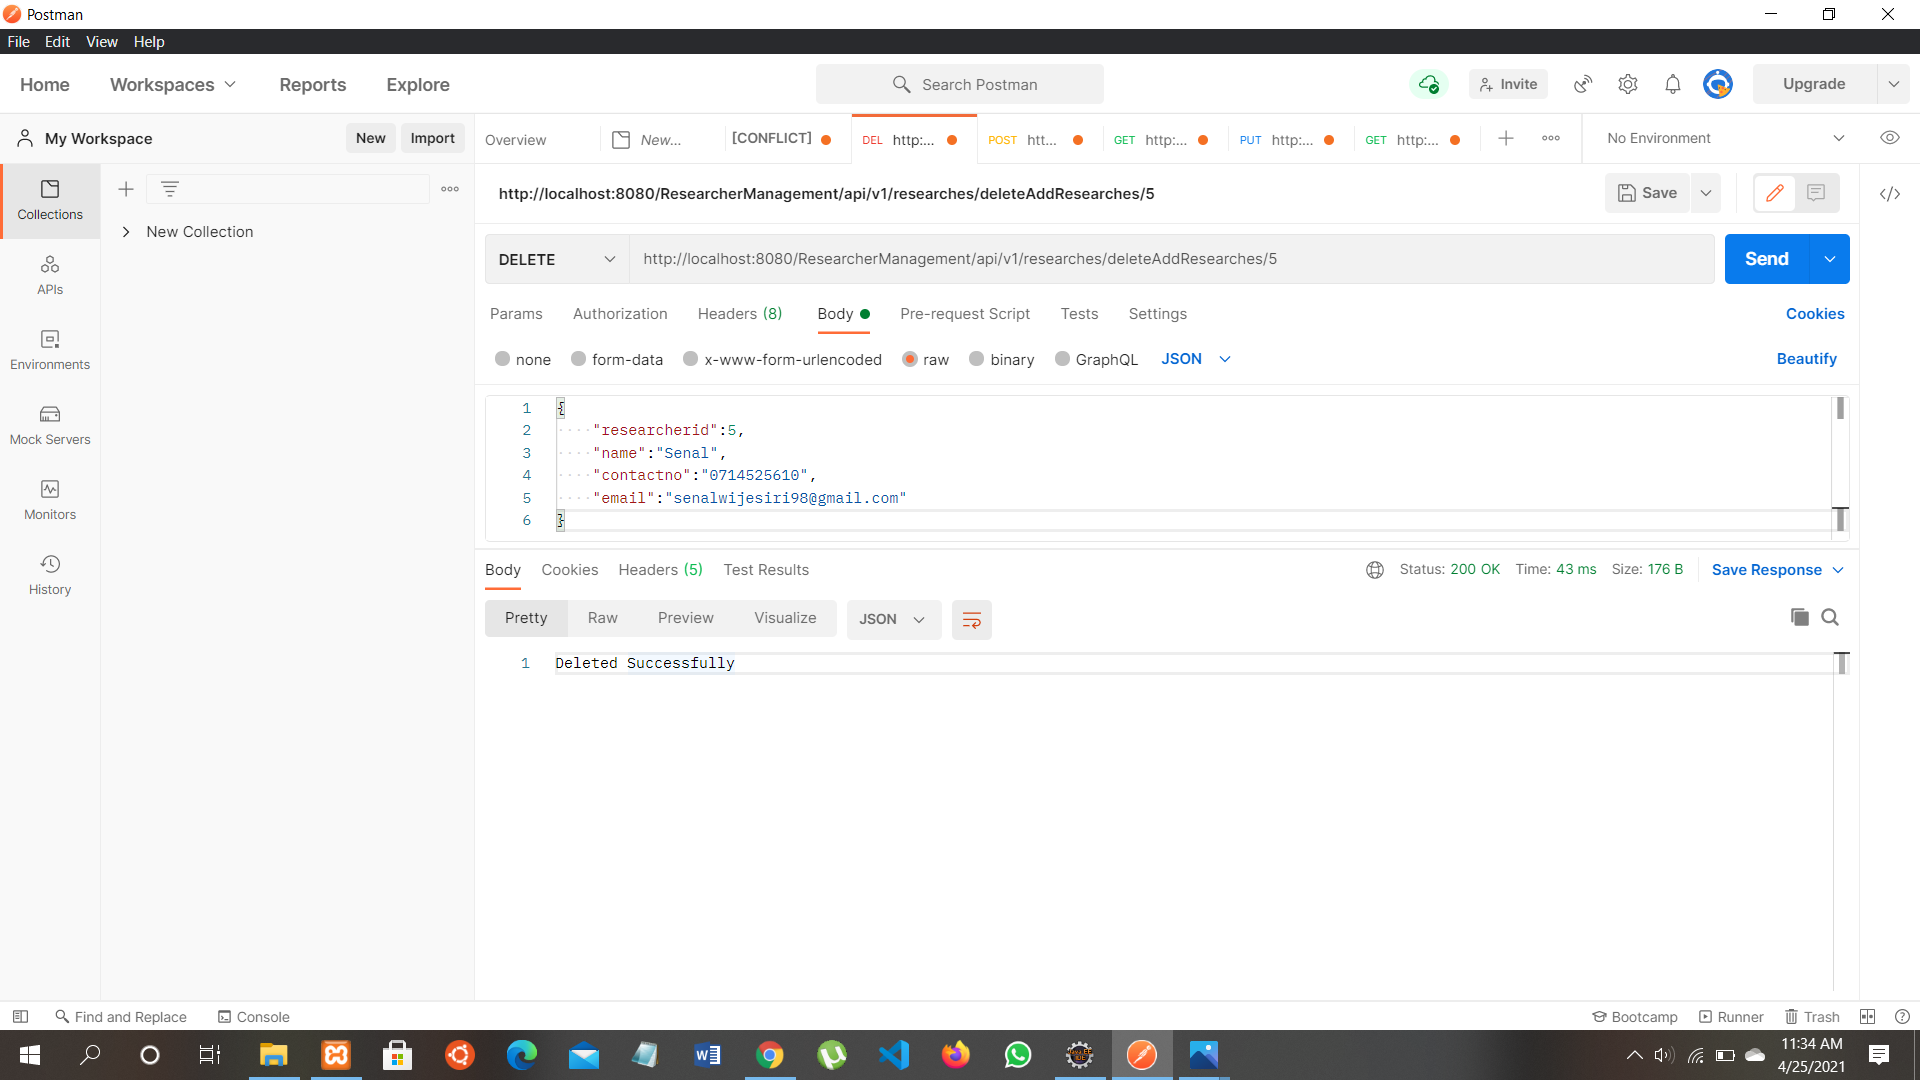 Postman
File Edit View Help
Home Workspaces Reports Explore Search Postman Invite Upgrade
My Workspace New Import
Overview New... [CONFLICT] DEL http:... POST htt... GET http:... PUT http:... GET http:... No Environment
Collections
APIs
Environments
Mock Servers
Monitors
History
New Collection
http://localhost:8080/ResearcherManagement/api/v1/researches/deleteAddResearches/5 Save
DELETE http://localhost:8080/ResearcherManagement/api/v1/researches/deleteAddResearches/5 Send
Params Authorization Headers (8) Body Pre-request Script Tests Settings Cookies
none form-data x-www-form-urlencoded raw binary GraphQL JSON Beautify
1 {
2 "researcherid":5,
3 "name":"Senal",
4 "contactno":"0714525610",
5 "email":"senalwijesiri98@gmail.com"
6 }
Body Cookies Headers (5) Test Results Status: 200 OK Time: 43 ms Size: 176 B Save Response
Pretty Raw Preview Visualize JSON
1 Deleted Successfully
Find and Replace Console Bootcamp Runner Trash
11:34 AM
4/25/2021